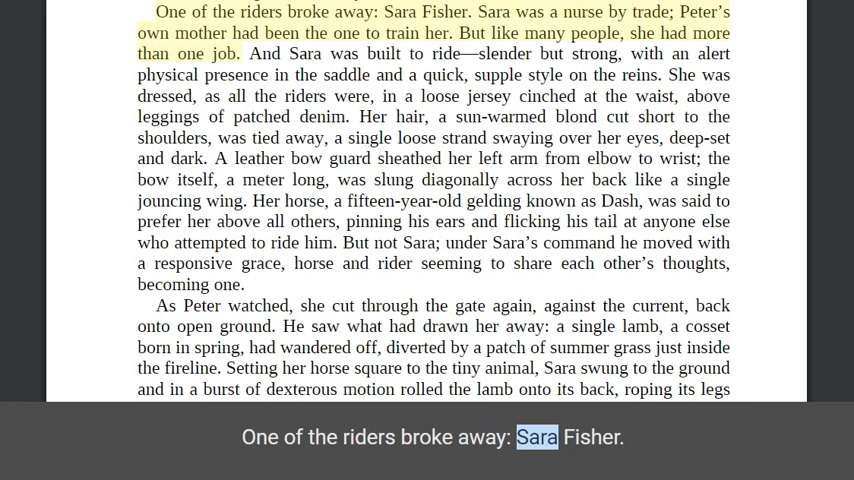 One of the riders broke away: Sara Fisher. Sara was a nurse by trade; Peter’s
own mother had been the one to train her. But like many people, she had more
than one job. And Sara was built to ride—slender but strong, with an alert
physical presence in the saddle and a quick, supple style on the reins. She was
dressed, as all the riders were, in a loose jersey cinched at the waist, above
leggings of patched denim. Her hair, a sun-warmed blond cut short to the
shoulders, was tied away, a single loose strand swaying over her eyes, deep-set
and dark. A leather bow guard sheathed her left arm from elbow to wrist; the
bow itself, a meter long, was slung diagonally across her back like a single
jouncing wing. Her horse, a fifteen-year-old gelding known as Dash, was said to
prefer her above all others, pinning his ears and flicking his tail at anyone else
who attempted to ride him. But not Sara; under Sara’s command he moved with
a responsive grace, horse and rider seeming to share each other’s thoughts,
becoming one.
As Peter watched, she cut through the gate again, against the current, back
onto open ground. He saw what had drawn her away: a single lamb, a cosset
born in spring, had wandered off, diverted by a patch of summer grass just inside
the fireline. Setting her horse square to the tiny animal, Sara swung to the ground
and in a burst of dexterous motion rolled the lamb onto its back, roping its legs
One of the riders broke away: Sara Fisher.